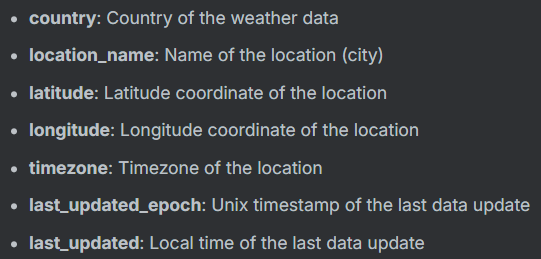 country: Country of the weather data
location_name: Name of the location (city)
latitude: Latitude coordinate of the location
longitude: Longitude coordinate of the location
timezone: Timezone of the location
last_updated_epoch: Unix timestamp of the last data update
last_updated: Local time of the last data update